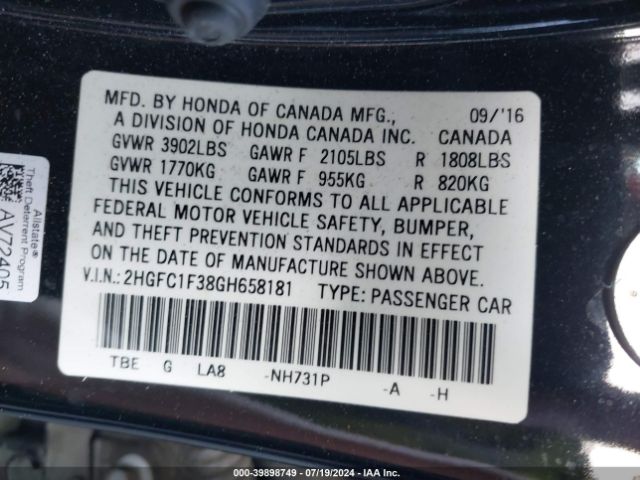 MFD. BY HONDA OF CANADA MFG., 09/'16
A DIVISION OF HONDA CANADA INC. CANADA
GVWR 3902LBS GAWR F 2105LBS R 1808LBS
GVWR 1770KG GAWR F 955KG R 820KG
THIS VEHICLE CONFORMS TO ALL APPLICABLE
FEDERAL MOTOR VEHICLE SAFETY, BUMPER,
AND THEFT PREVENTION STANDARDS IN EFFECT
ON THE DATE OF MANUFACTURE SHOWN ABOVE.
V.I.N.: 2HGFC1F38GH658181 TYPE: PASSENGER CAR
TBE G LA8 -NH731P -A -H
Allstate®
Theft Deterrent Program
AV72405
000-39898749 - 07/19/2024 - IAA Inc.